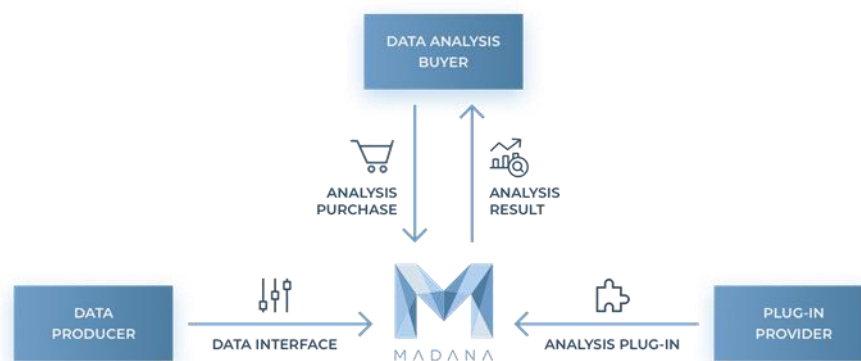 DATA ANALYSIS
BUYER
ANALYSIS
PURCHASE
ANALYSIS
RESULT
DATA
PRODUCER
DATA INTERFACE
MADANA
ANALYSIS PLUG-IN
PLUG-IN
PROVIDER